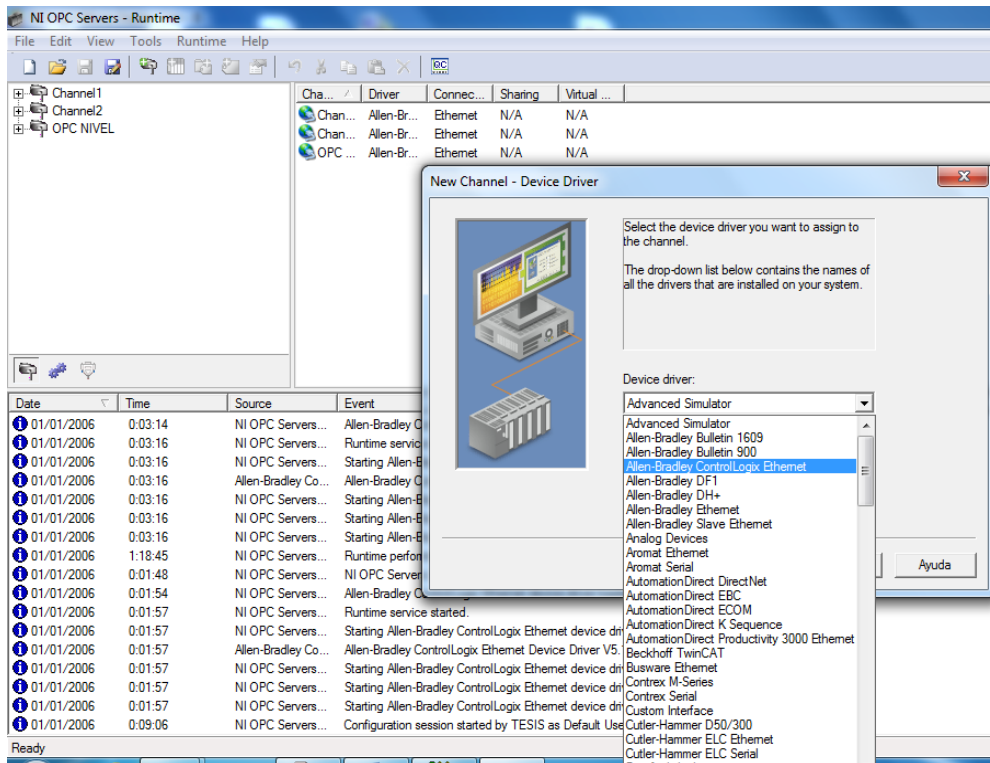 NI OPC Servers - Runtime
File Edit View Tools Runtime Help
Channel1
Channel2
OPC NIVEL
Cha... Driver Connec... Sharing Virtual ...
Chan... Allen-Br... Ethernet N/A N/A
Chan... Allen-Br... Ethernet N/A N/A
OPC ... Allen-Br... Ethernet N/A N/A
New Channel - Device Driver
Select the device driver you want to assign to
the channel.
The drop-down list below contains the names of
all the drivers that are installed on your system.
Device driver:
Advanced Simulator
Advanced Simulator
Allen-Bradley Bulletin 1609
Allen-Bradley Bulletin 900
Allen-Bradley ControlLogix Ethernet
Allen-Bradley DF1
Allen-Bradley DH+
Allen-Bradley Ethernet
Allen-Bradley Slave Ethernet
Analog Devices
Aromat Ethernet
Aromat Serial
AutomationDirect DirectNet
AutomationDirect EBC
AutomationDirect ECOM
AutomationDirect K Sequence
AutomationDirect Productivity 3000 Ethernet
Beckhoff TwinCAT
Busware Ethernet
Contrex M-Series
Contrex Serial
Custom Interface
Cutler-Hammer D50/300
Cutler-Hammer ELC Ethernet
Cutler-Hammer ELC Serial
Ayuda
Date Time Source Event
01/01/2006 0:03:14 NI OPC Servers... Allen-Bradley C
01/01/2006 0:03:16 NI OPC Servers... Runtime servic
01/01/2006 0:03:16 NI OPC Servers... Starting Allen-B
01/01/2006 0:03:16 Allen-Bradley Co... Allen-Bradley C
01/01/2006 0:03:16 NI OPC Servers... Starting Allen-B
01/01/2006 0:03:16 NI OPC Servers... Starting Allen-B
01/01/2006 0:03:16 NI OPC Servers... Starting Allen-B
01/01/2006 1:18:45 NI OPC Servers... Runtime perfor
01/01/2006 0:01:48 NI OPC Servers... NI OPC Server
01/01/2006 0:01:54 NI OPC Servers... Allen-Bradley C
01/01/2006 0:01:57 NI OPC Servers... Runtime service started.
01/01/2006 0:01:57 NI OPC Servers... Starting Allen-Bradley ControlLogix Ethernet device dri
01/01/2006 0:01:57 Allen-Bradley Co... Allen-Bradley ControlLogix Ethernet Device Driver V5.
01/01/2006 0:01:57 NI OPC Servers... Starting Allen-Bradley ControlLogix Ethernet device dri
01/01/2006 0:01:57 NI OPC Servers... Starting Allen-Bradley ControlLogix Ethernet device dri
01/01/2006 0:01:57 NI OPC Servers... Starting Allen-Bradley ControlLogix Ethernet device dri
01/01/2006 0:09:06 NI OPC Servers... Configuration session started by TESIS as Default Use
Ready